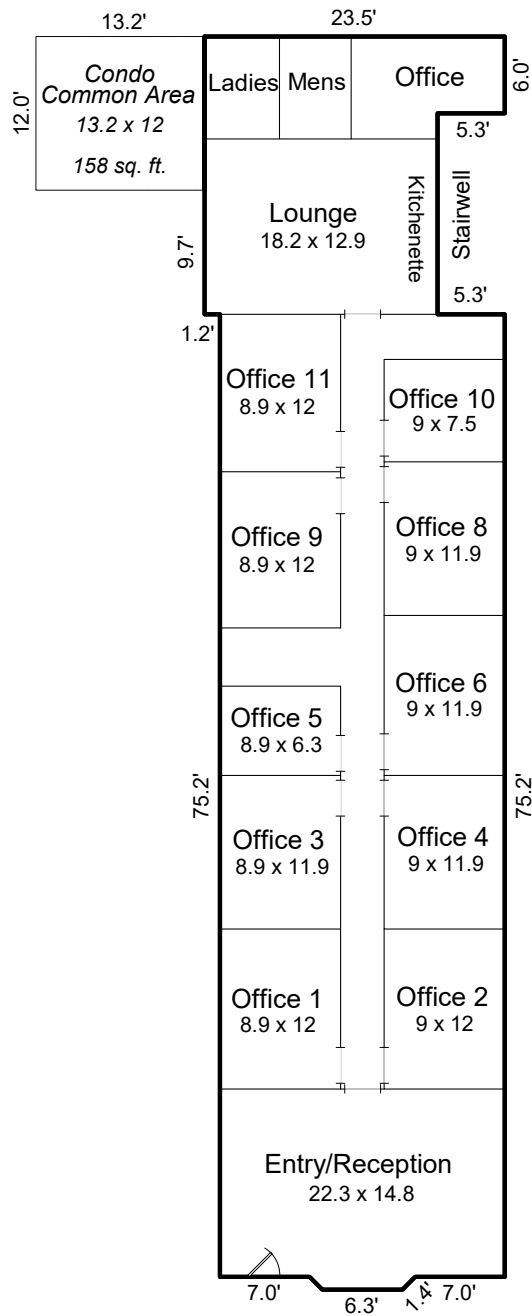 13.2'
23.5'
12.0'
Condo
Common Area
13.2 x 12
158 sq. ft.
Ladies
Mens
Office
6.0'
5.3'
9.7'
Lounge
18.2 x 12.9
Kitchenette
Stairwell
5.3'
1.2'
Office 11
8.9 x 12
Office 10
9 x 7.5
Office 9
8.9 x 12
Office 8
9 x 11.9
Office 6
9 x 11.9
Office 5
8.9 x 6.3
75.2'
75.2'
Office 3
8.9 x 11.9
Office 4
9 x 11.9
Office 1
8.9 x 12
Office 2
9 x 12
Entry/Reception
22.3 x 14.8
7.0'
6.3'
1.4'
7.0'